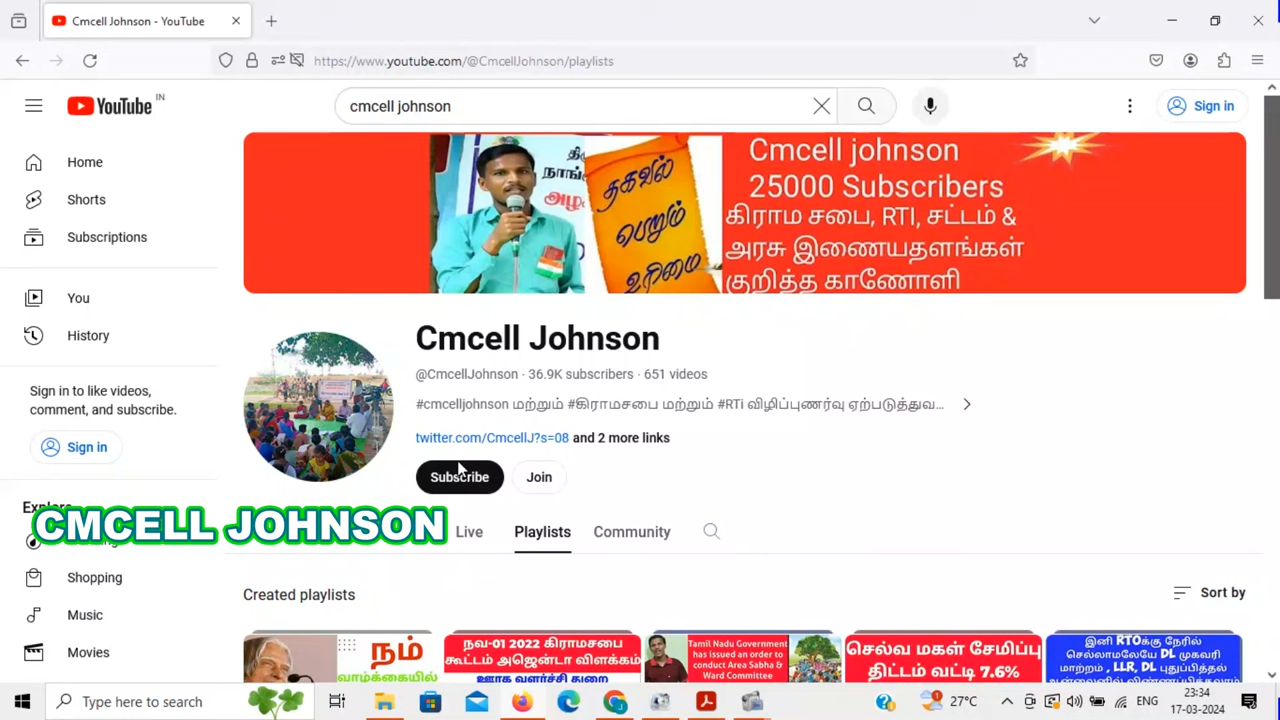 Cmcell Johnson - YouTube
https://www.youtube.com/@CmcellJohnson/playlists
YouTube IN
cmcell johnson
Sign in
Home
Shorts
Subscriptions
You
History
Sign in to like videos,
comment, and subscribe.
Sign in
Shopping
Music
Movies
தகவல்
பெறும்
உரிமை
Cmcell johnson
25000 Subscribers
கிராம சபை, RTI, சட்டம் &
அரசு இணையதளங்கள்
குறித்த காணோளி
Cmcell Johnson
@CmcellJohnson · 36.9K subscribers · 651 videos
#cmcelljohnson மற்றும் #கிராமசபை மற்றும் #RTi விழிப்புணர்வு ஏற்படுத்துவ...
twitter.com/CmcellJ?s=08 and 2 more links
Subscribe
Join
CMCELL JOHNSON
Live
Playlists
Community
Created playlists
Sort by
நம்
வாழ்க்கையில்
நவ-01 2022 கிராமசபை
கூட்டம் அஜென்டா விளக்கம்
ஊரக வளர்ச்சி துறை
Tamil Nadu Government
has issued an order to
conduct Area Sabha &
Ward Committee
செல்வ மகள் சேமிப்பு
திட்டம் வட்டி 7.6%
இனி RTOக்கு நேரில்
செல்லாமலேயே DL முகவரி
மாற்றம் , LLR, DL புதுப்பித்தல்
Type here to search
27°C
ENG
23:34
17-03-2024